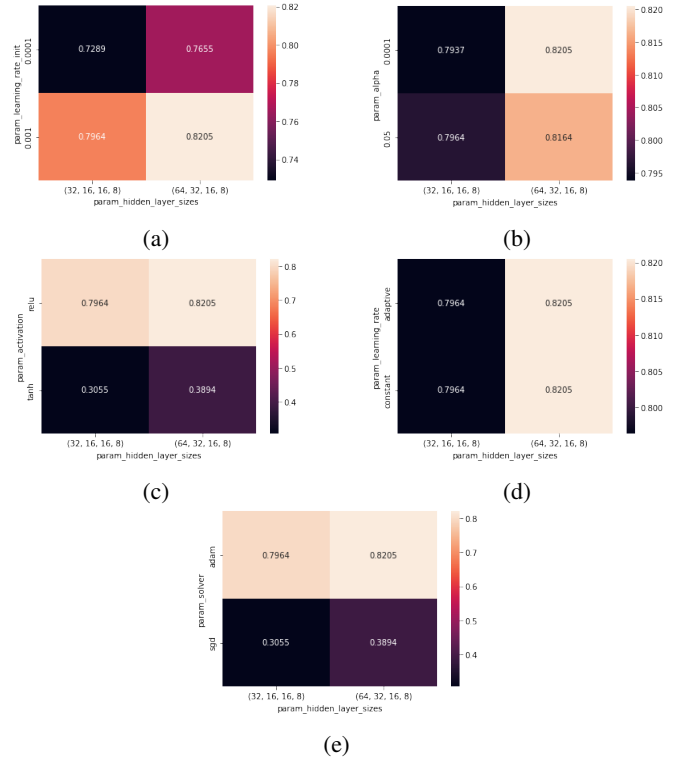 param_learning_rate_init
0.0001
0.001
0.7289
0.7655
0.7964
0.8205
(32, 16, 16, 8)
(64, 32, 16, 8)
param_hidden_layer_sizes
0.82
0.80
0.78
0.76
0.74
(a)
param_alpha
0.0001
0.05
0.7937
0.8205
0.7964
0.8164
(32, 16, 16, 8)
(64, 32, 16, 8)
param_hidden_layer_sizes
0.820
0.815
0.810
0.805
0.800
0.795
(b)
param_activation
relu
tanh
0.7964
0.8205
0.3055
0.3894
(32, 16, 16, 8)
(64, 32, 16, 8)
param_hidden_layer_sizes
0.8
0.7
0.6
0.5
0.4
(c)
param_learning_rate
adaptive
constant
0.7964
0.8205
0.7964
0.8205
(32, 16, 16, 8)
(64, 32, 16, 8)
param_hidden_layer_sizes
0.820
0.815
0.810
0.805
0.800
(d)
param_solver
adam
sgd
0.7964
0.8205
0.3055
0.3894
(32, 16, 16, 8)
(64, 32, 16, 8)
param_hidden_layer_sizes
0.8
0.7
0.6
0.5
0.4
(e)